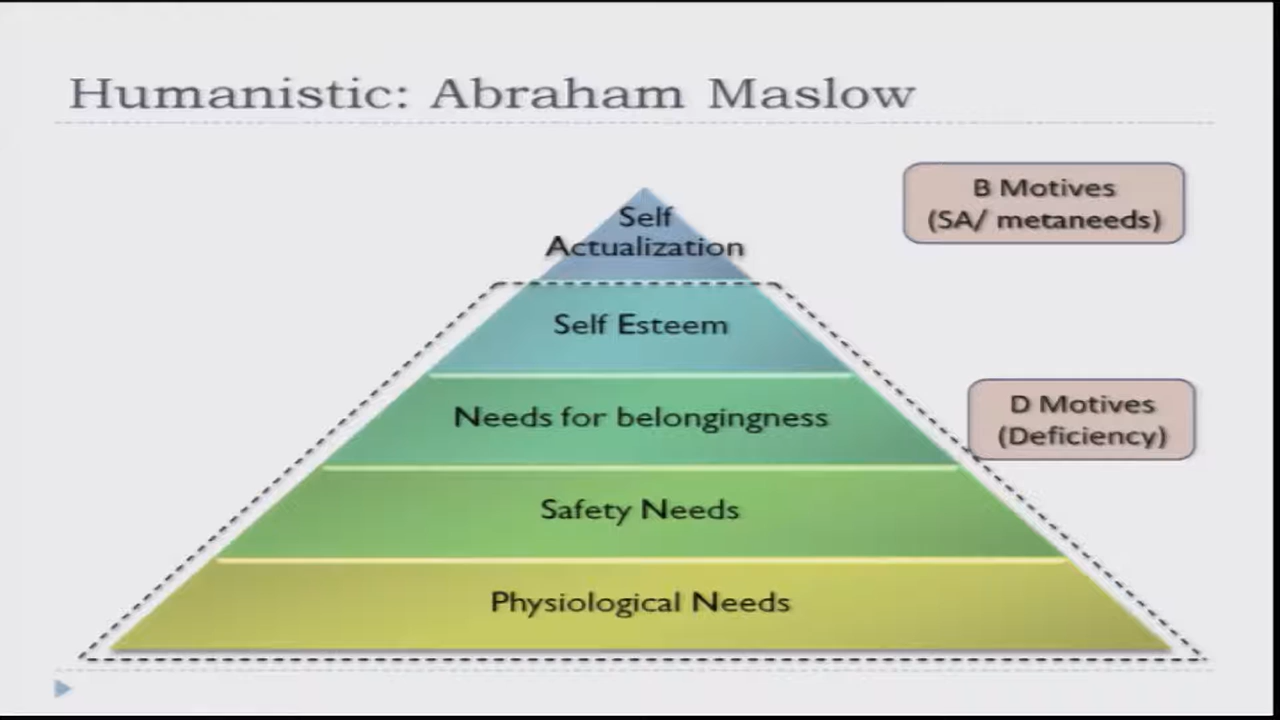 Humanistic: Abraham Maslow
B Motives
(SA/ metaneeds)
Self
Actualization
Self Esteem
D Motives
(Deficiency)
Needs for belongingness
Safety Needs
Physiological Needs